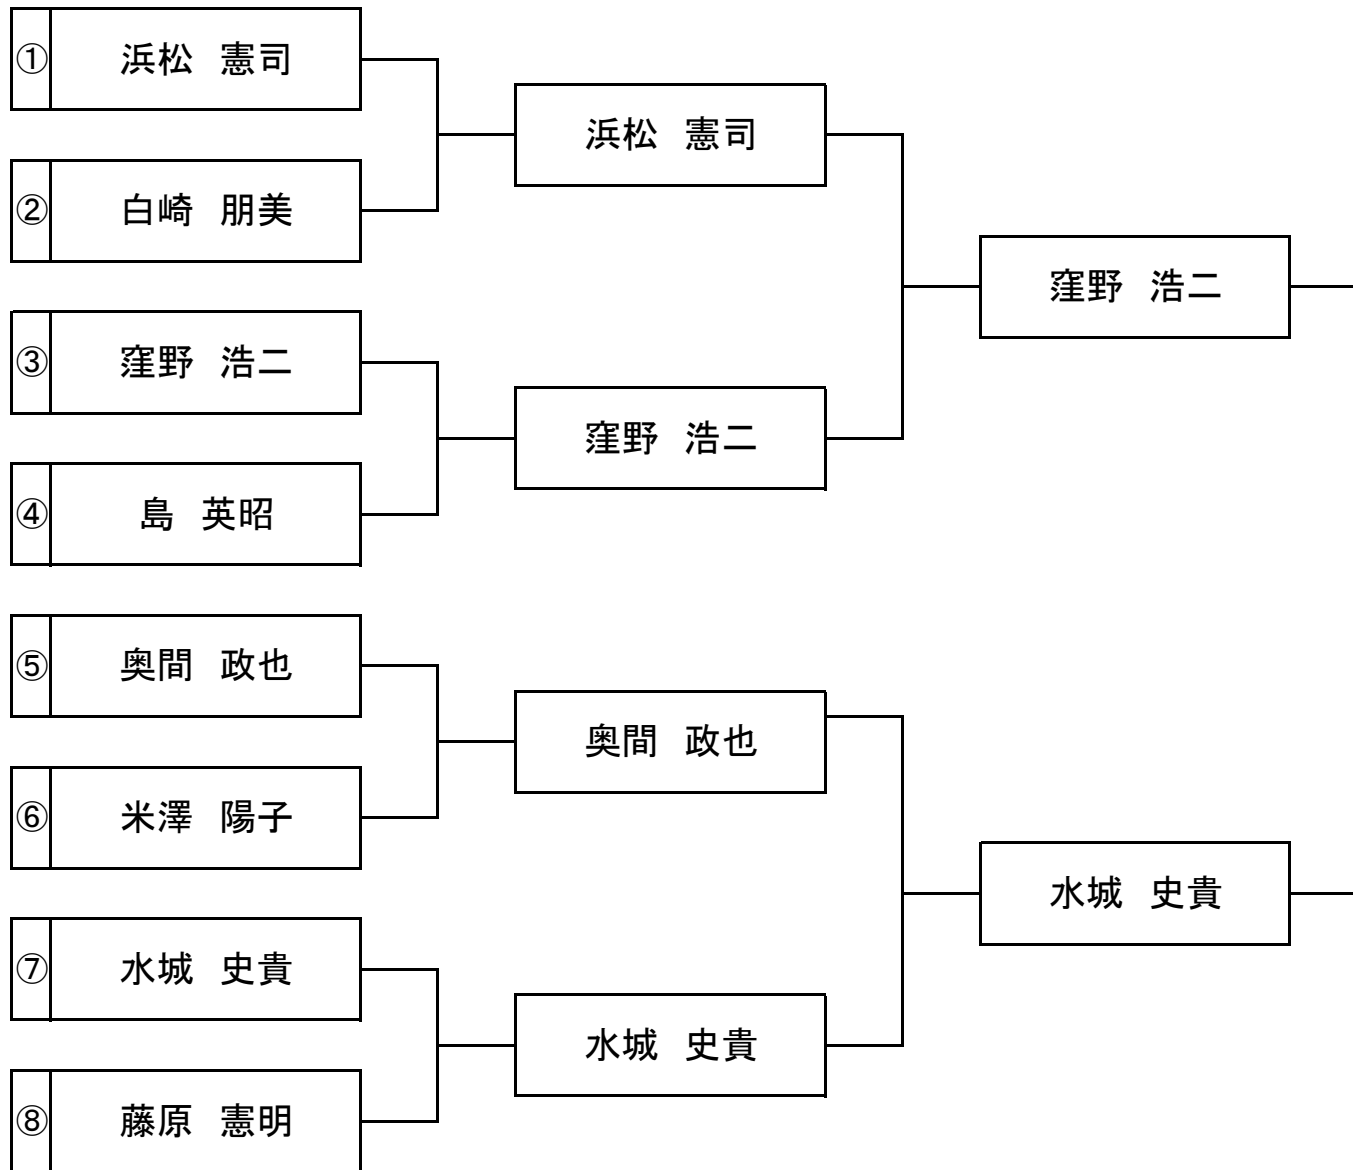 ① 浜松 憲司
② 白崎 朋美
③ 窪野 浩二
④ 島 英昭
⑤ 奥間 政也
⑥ 米澤 陽子
⑦ 水城 史貴
⑧ 藤原 憲明
浜松 憲司
窪野 浩二
奥間 政也
水城 史貴
窪野 浩二
水城 史貴